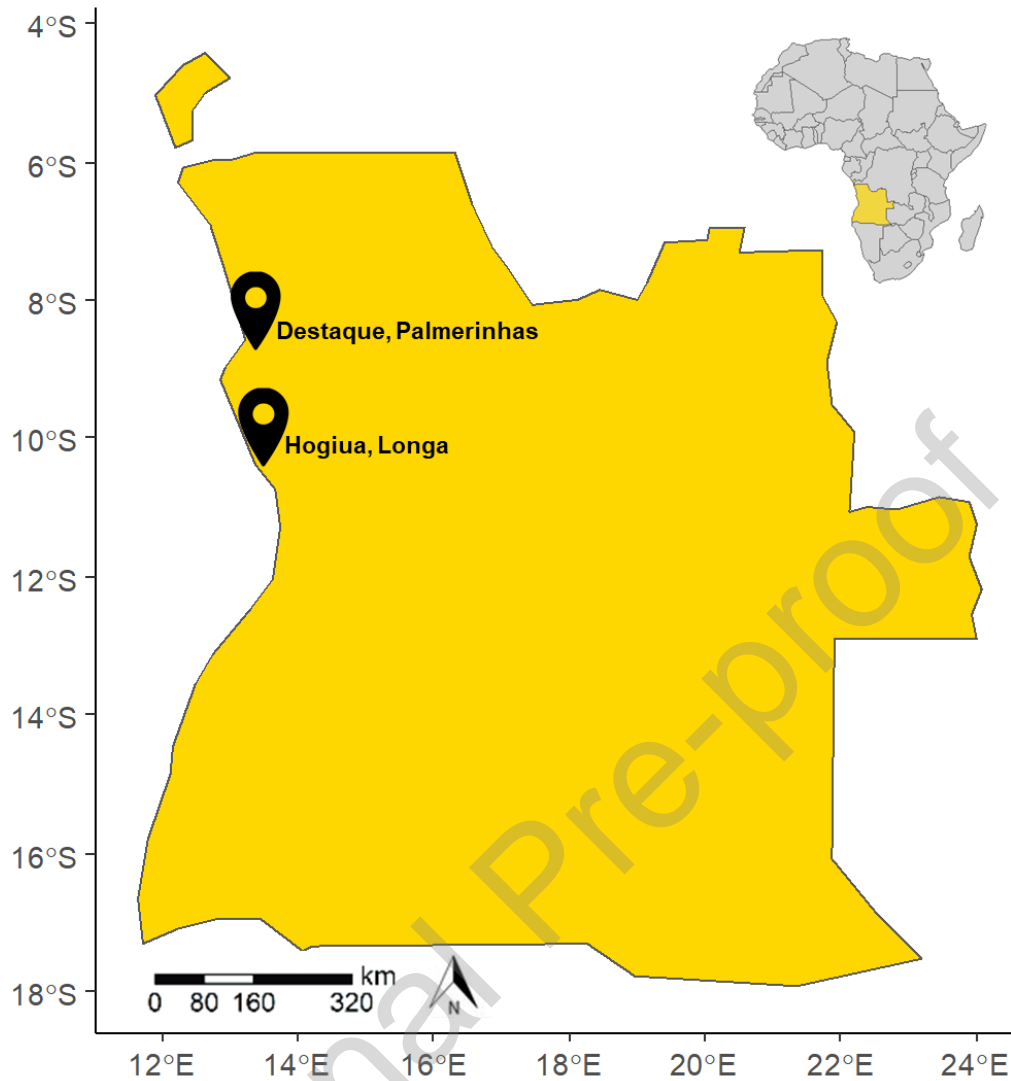 4°S
6°S
8°S
10°S
12°S
14°S
16°S
18°S
Destaque, Palmerinhas
Hogiua, Longa
nal Pre-proof
km
0 80 160 320
N
12°E 14°E 16°E 18°E 20°E 22°E 24°E